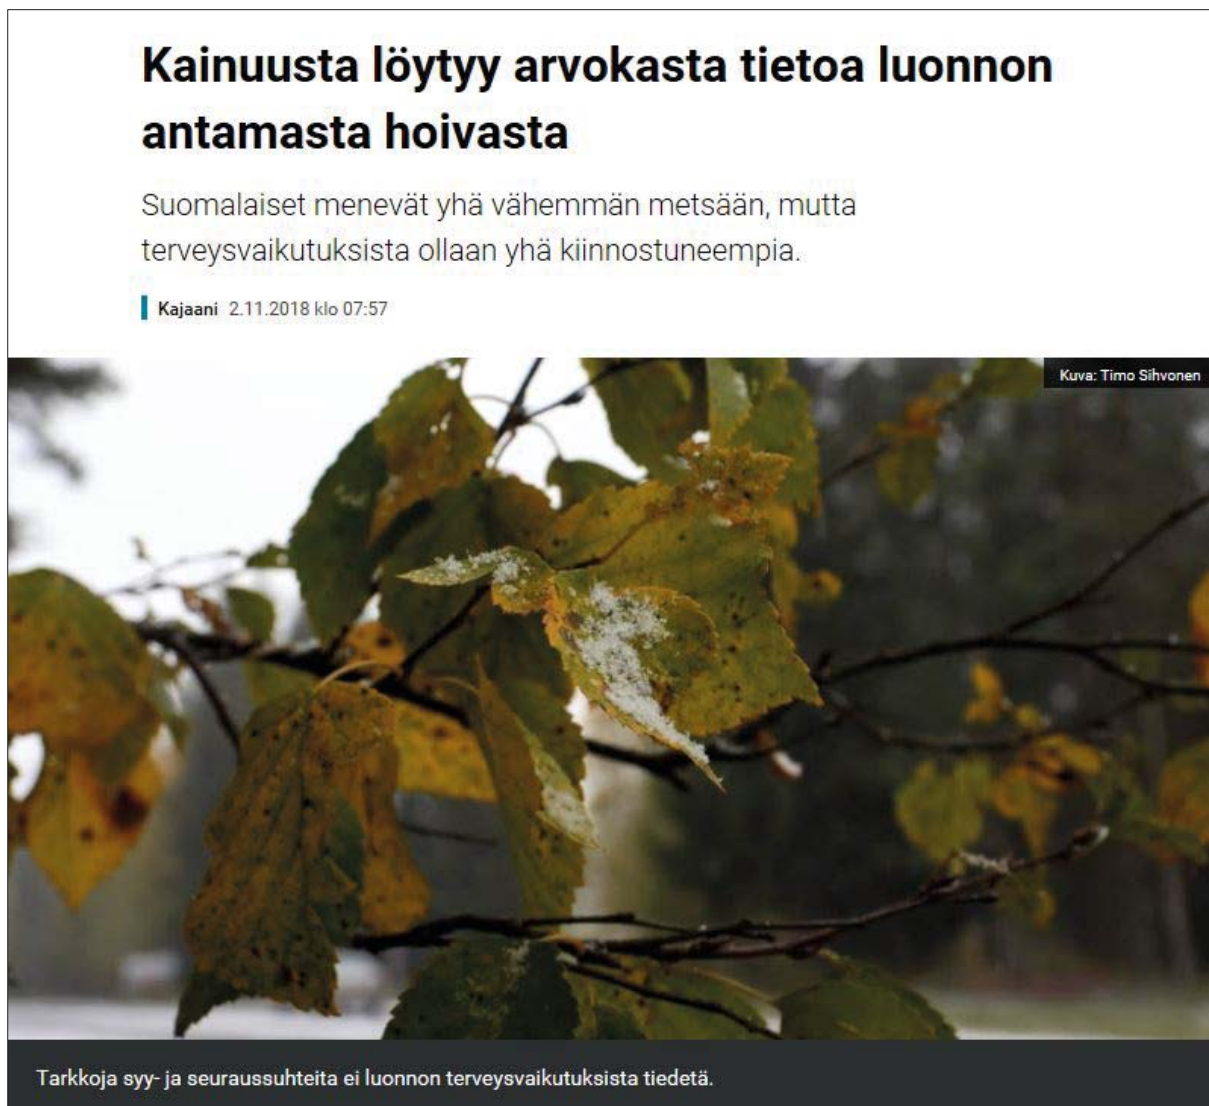 Kainuusta löytyy arvokasta tietoa luonnon
antamasta hoivasta
Suomalaiset menevät yhä vähemmän metsään, mutta
terveysvaikutuksista ollaan yhä kiinnostuneempia.
Kajaani 2.11.2018 klo 07:57
Kuva: Timo Sihvonen
Tarkkoja syy- ja seuraussuhteita ei luonnon terveysvaikutuksista tiedetä.